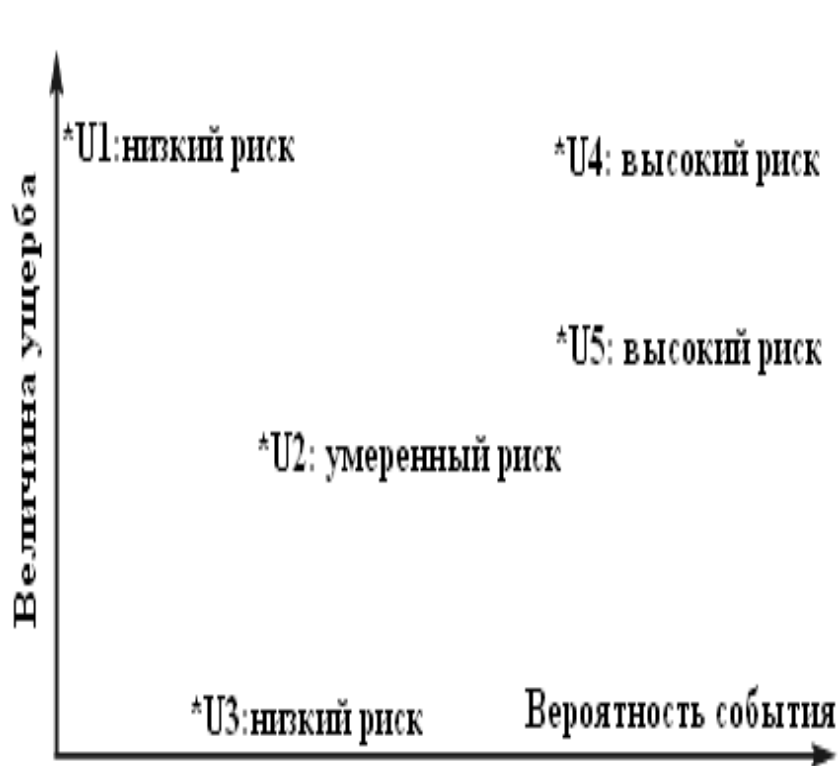 *U1:низкий риск
*U4: высокий риск
Величина ущерба
*U5: высокий риск
*U2: умеренный риск
*U3:низкий риск
Вероятность события